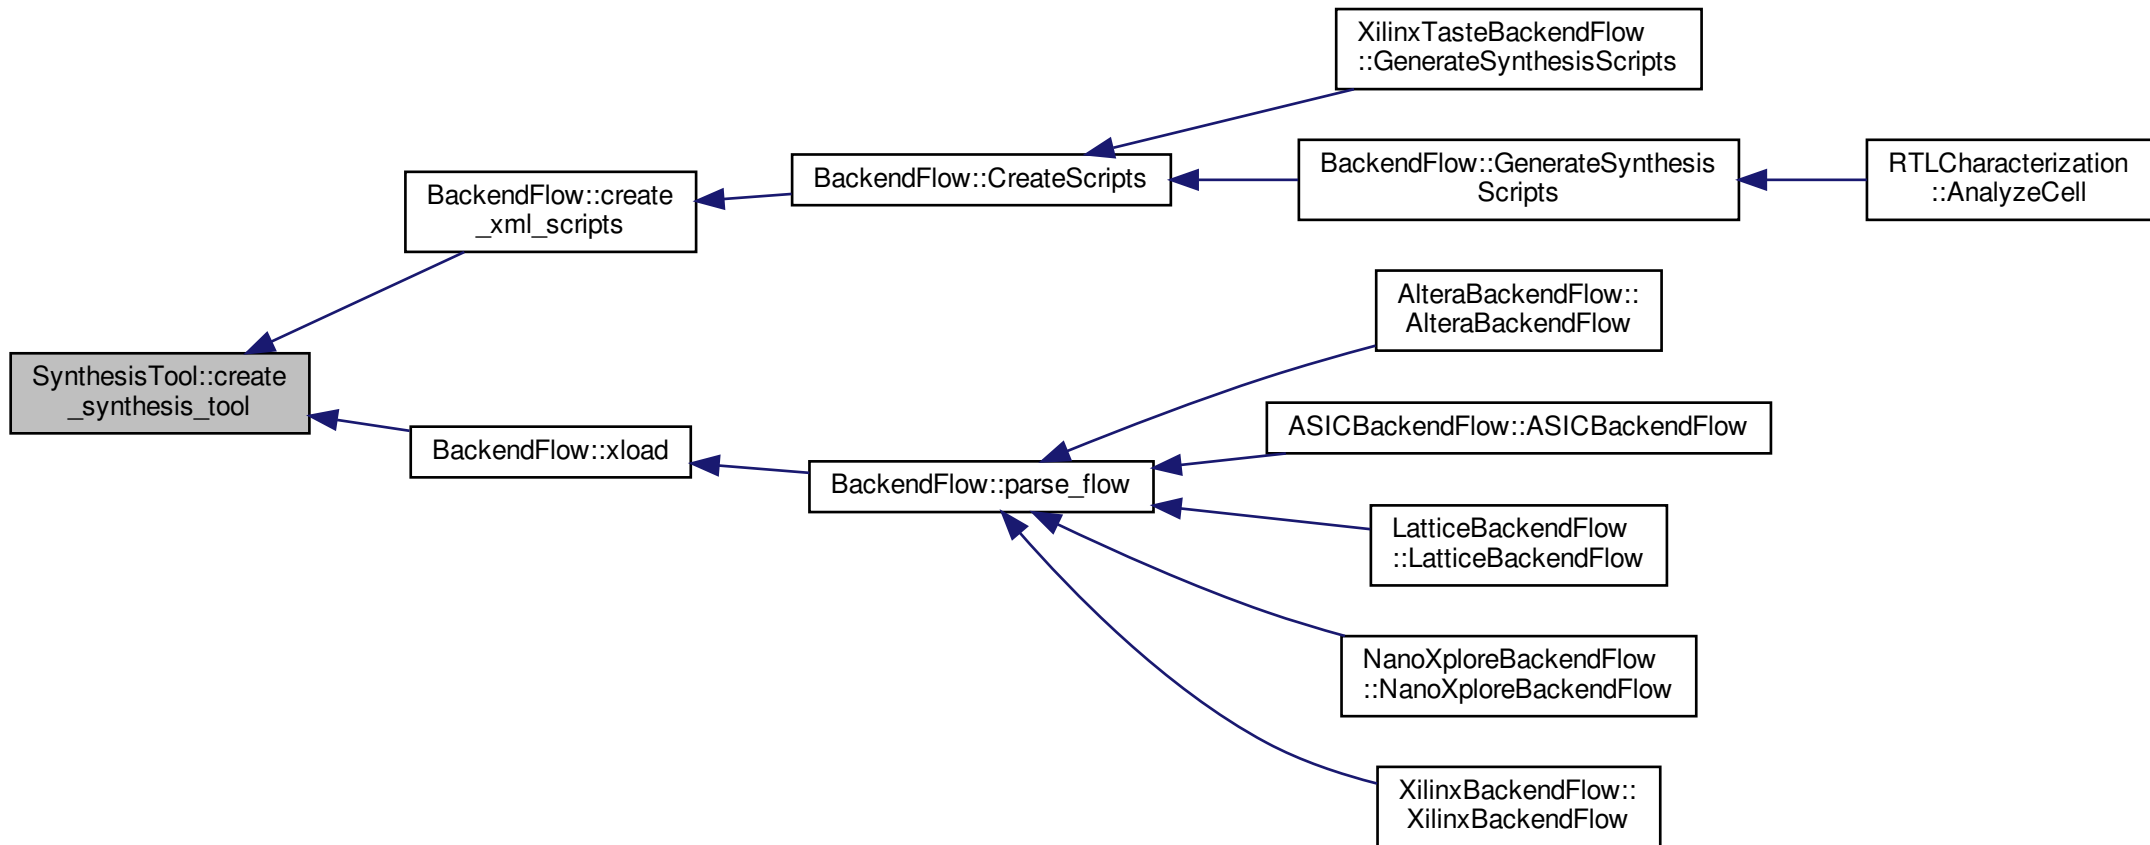 XilinxTasteBackendFlow
::GenerateSynthesisScripts
BackendFlow::GenerateSynthesis
Scripts
RTLCharacterization
::AnalyzeCell
BackendFlow::CreateScripts
BackendFlow::create
_xml_scripts
AlteraBackendFlow::
AlteraBackendFlow
SynthesisTool::create
_synthesis_tool
ASICBackendFlow::ASICBackendFlow
BackendFlow::xload
BackendFlow::parse_flow
LatticeBackendFlow
::LatticeBackendFlow
NanoXploreBackendFlow
::NanoXploreBackendFlow
XilinxBackendFlow::
XilinxBackendFlow